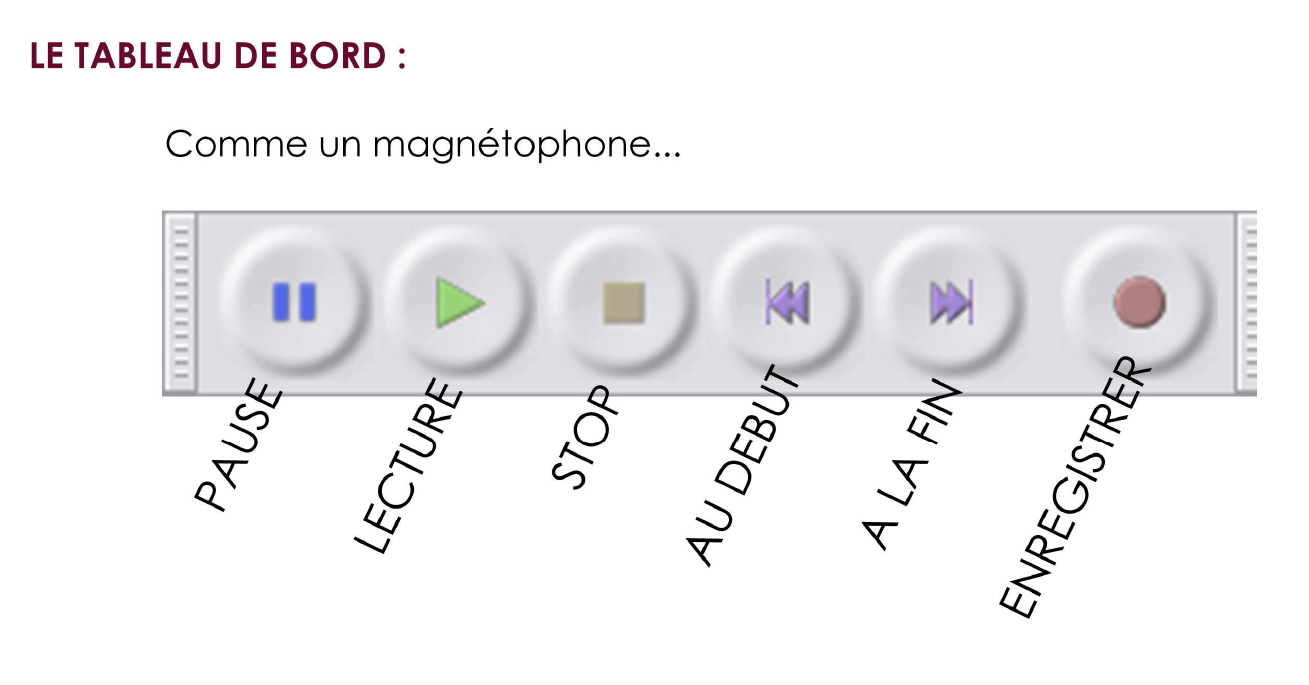 LE TABLEAU DE BORD :
Comme un magnétophone...
PAUSE
LECTURE
STOP
AU DEBUT
A LA FIN
ENREGISTRER